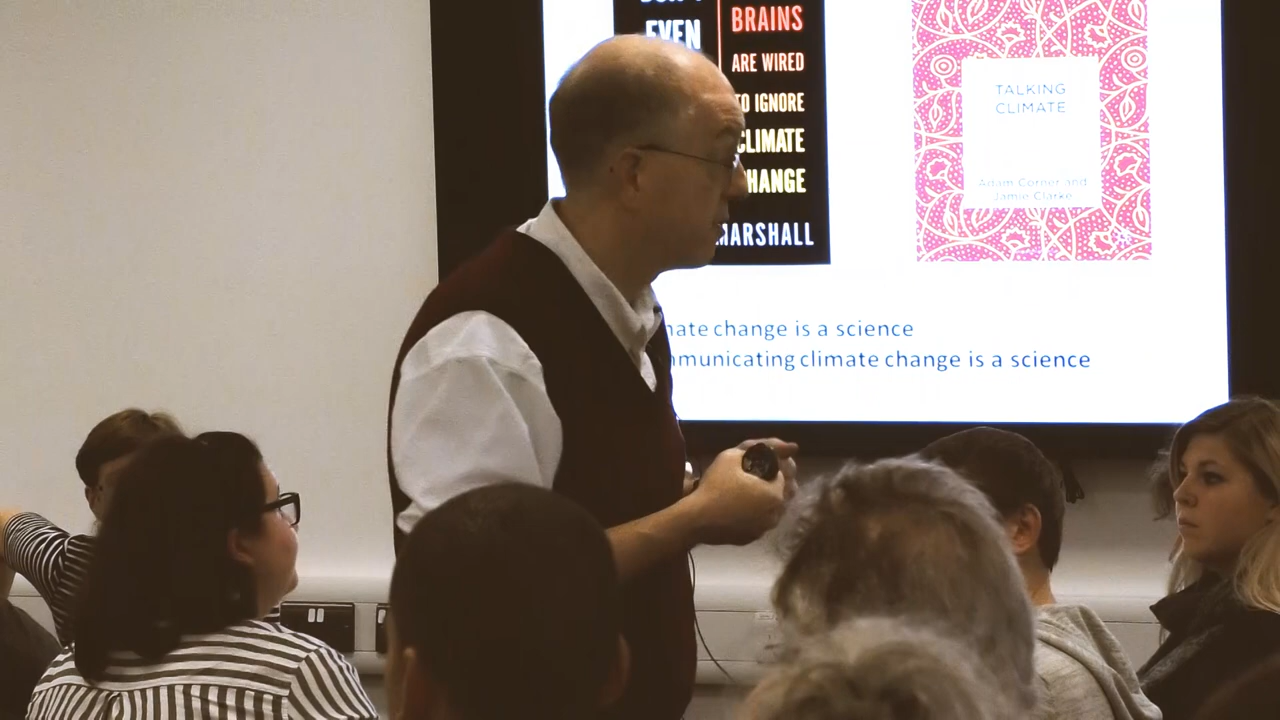 EVEN
BRAINS
ARE WIRED
TO IGNORE
CLIMATE
HANGE
MARSHALL
TALKING
CLIMATE
Adam Corner and
Jamie Clarke
mate change is a science
mmunicating climate change is a science